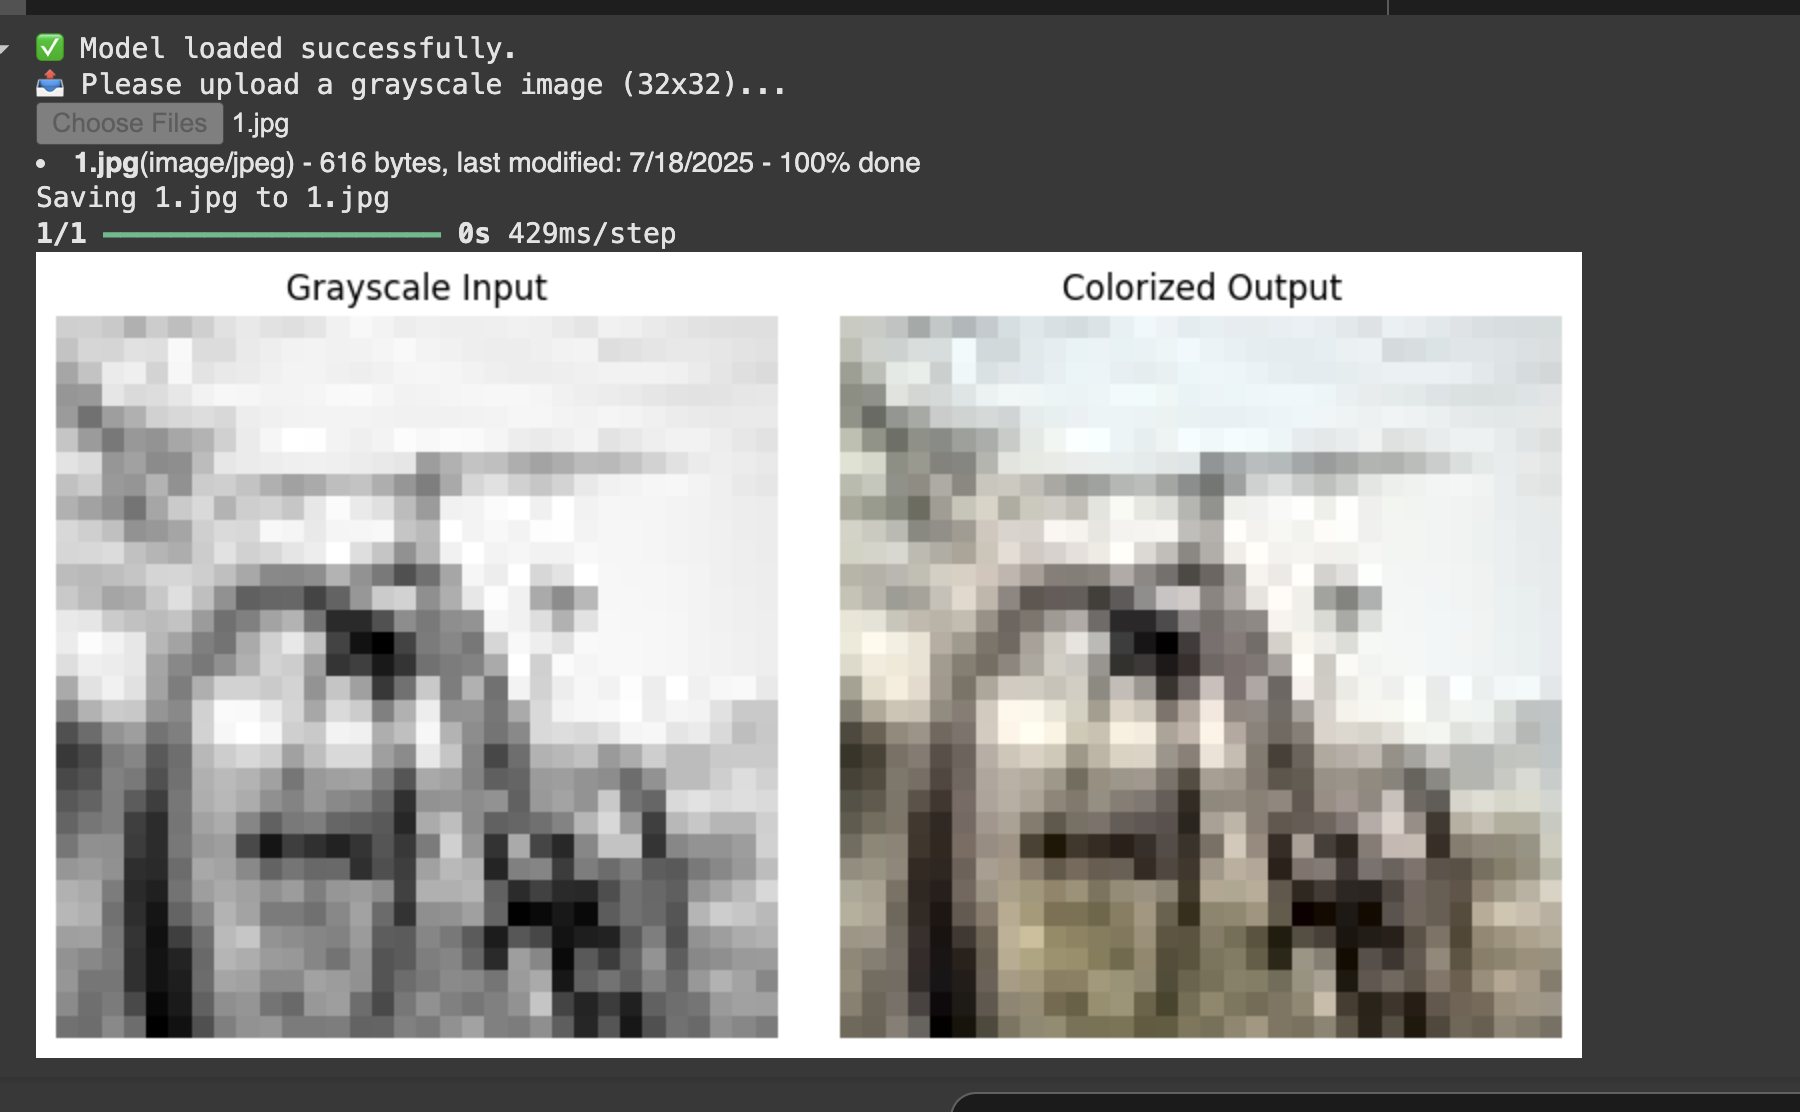 ✅ Model loaded successfully.
📤 Please upload a grayscale image (32x32)...
Choose Files 1.jpg
• 1.jpg(image/jpeg) - 616 bytes, last modified: 7/18/2025 - 100% done
Saving 1.jpg to 1.jpg
1/1 ━━━━━━━━━━━━━━━━━━━━ 0s 429ms/step
Grayscale Input
Colorized Output